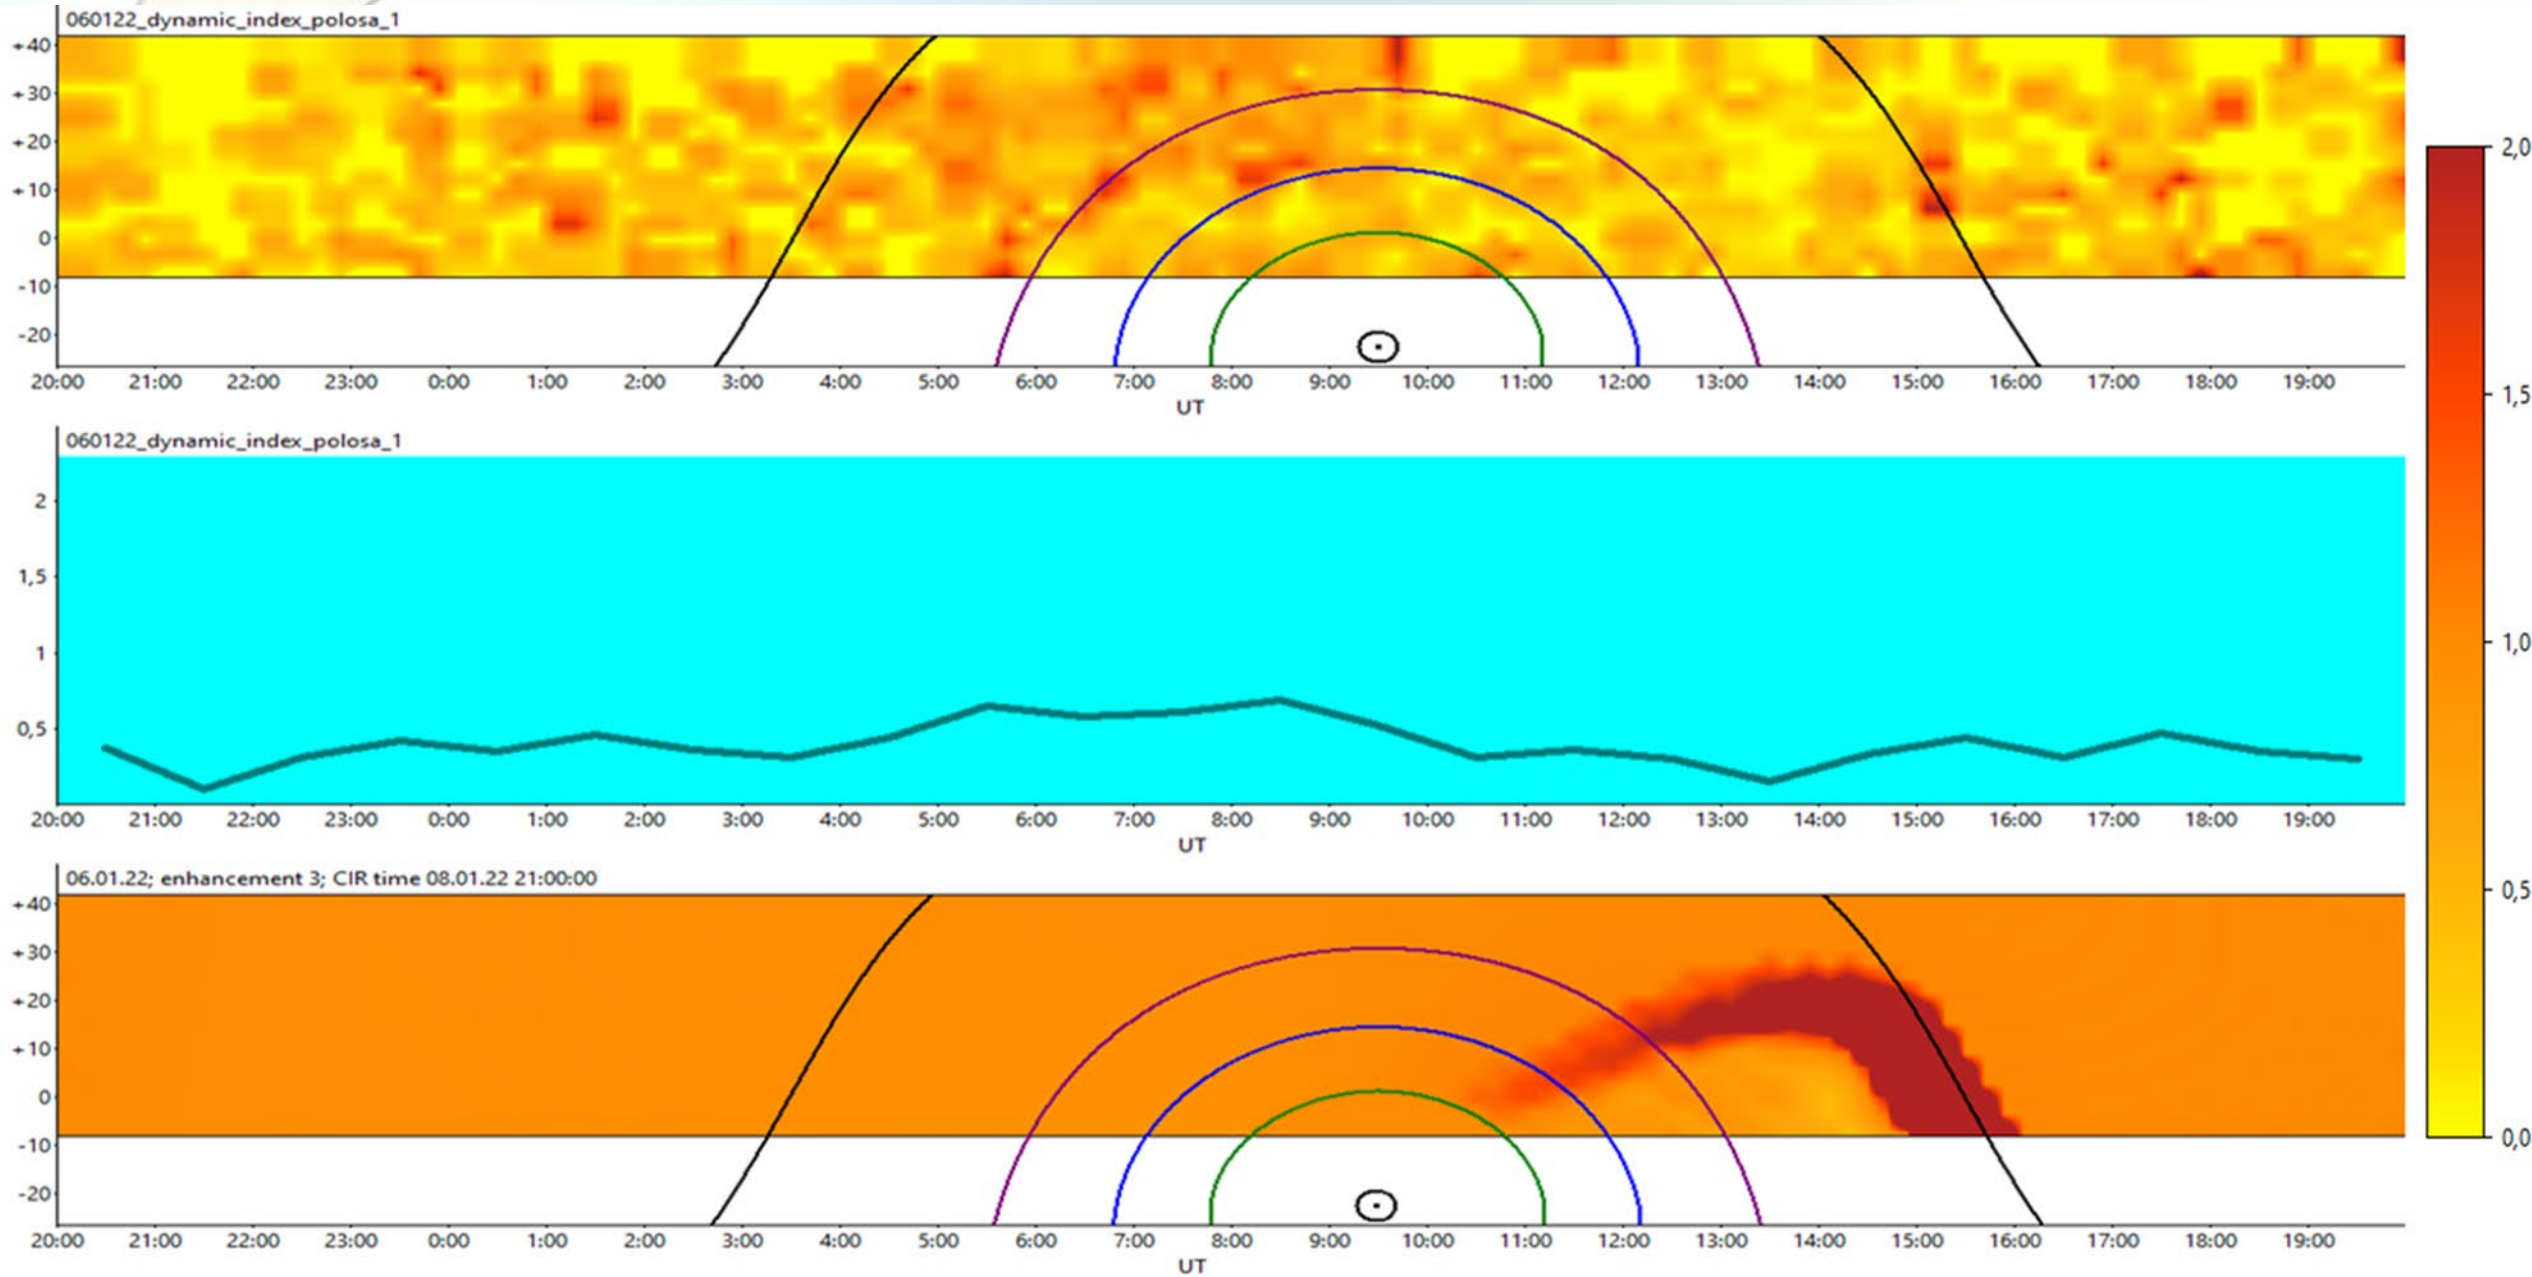 060122_dynamic_index_polosa_1
+40
+30
+20
+10
0
-10
-20
20:00 21:00 22:00 23:00 0:00 1:00 2:00 3:00 4:00 5:00 6:00 7:00 8:00 9:00 10:00 11:00 12:00 13:00 14:00 15:00 16:00 17:00 18:00 19:00
UT
060122_dynamic_index_polosa_1
2
1,5
1
0,5
20:00 21:00 22:00 23:00 0:00 1:00 2:00 3:00 4:00 5:00 6:00 7:00 8:00 9:00 10:00 11:00 12:00 13:00 14:00 15:00 16:00 17:00 18:00 19:00
UT
06.01.22; enhancement 3; CIR time 08.01.22 21:00:00
+40
+30
+20
+10
0
-10
-20
20:00 21:00 22:00 23:00 0:00 1:00 2:00 3:00 4:00 5:00 6:00 7:00 8:00 9:00 10:00 11:00 12:00 13:00 14:00 15:00 16:00 17:00 18:00 19:00
UT
2,0
1,5
1,0
0,5
0,0